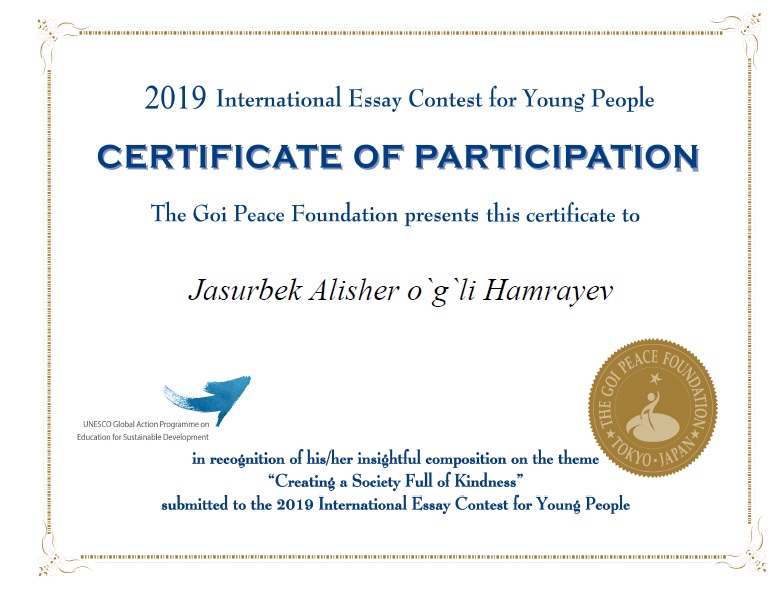 2019 International Essay Contest for Young People
CERTIFICATE OF PARTICIPATION
The Goi Peace Foundation presents this certificate to
Jasurbek Alisher o`g`li Hamrayev
THE GOI PEACE FOUNDATION
TOKYO · JAPAN
UNESCO Global Action Programme on
Education for Sustainable Development
in recognition of his/her insightful composition on the theme
“Creating a Society Full of Kindness”
submitted to the 2019 International Essay Contest for Young People